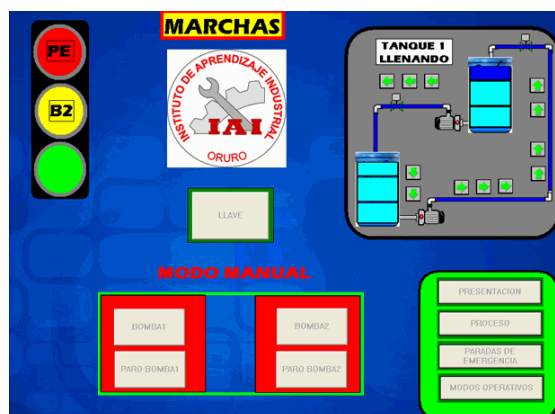 MARCHAS
PE
B2
INSTITUTO DE APRENDIZAJE INDUSTRIAL
IAI
ORURO
TANQUE 1
LLENANDO
LLAVE
MODO MANUAL
BOMBA1
BOMBA2
PARO BOMBA1
PARO BOMBA2
PRESENTACION
PROCESO
PARADAS DE
EMERGENCIA
MODOS OPERATIVOS